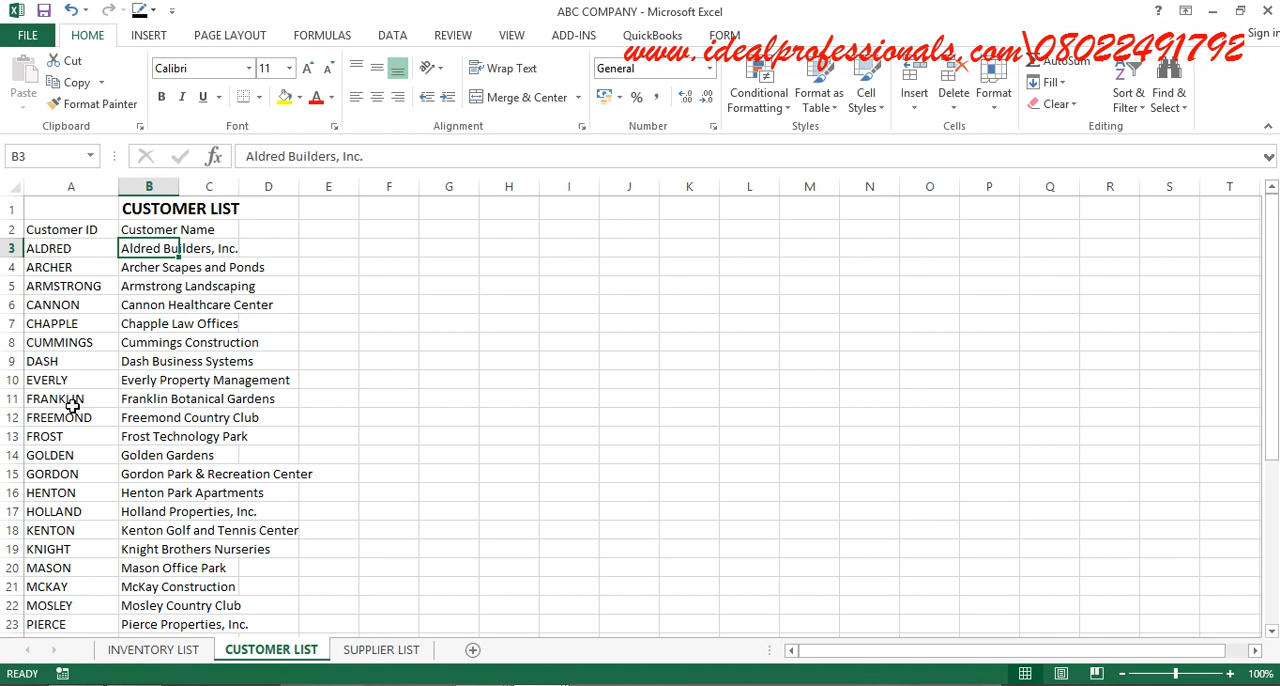 ABC COMPANY - Microsoft Excel
FILE HOME INSERT PAGE LAYOUT FORMULAS DATA REVIEW VIEW ADD-INS QuickBooks FORM Sign in
www.idealprofessionals.com\08022491792
Paste
Cut
Copy
Format Painter
Clipboard
Calibri 11
B I U
Font
Wrap Text
Merge & Center
Alignment
General
%
Number
Conditional Formatting
Format as Table
Cell Styles
Styles
Insert
Delete
Format
Cells
AutoSum
Fill
Clear
Sort & Filter
Find & Select
Editing
B3 fx Aldred Builders, Inc.
A B C D E F G H I J K L M N O P Q R S T
1 CUSTOMER LIST
2 Customer ID Customer Name
3 ALDRED Aldred Builders, Inc.
4 ARCHER Archer Scapes and Ponds
5 ARMSTRONG Armstrong Landscaping
6 CANNON Cannon Healthcare Center
7 CHAPPLE Chapple Law Offices
8 CUMMINGS Cummings Construction
9 DASH Dash Business Systems
10 EVERLY Everly Property Management
11 FRANKLIN Franklin Botanical Gardens
12 FREEMOND Freemond Country Club
13 FROST Frost Technology Park
14 GOLDEN Golden Gardens
15 GORDON Gordon Park & Recreation Center
16 HENTON Henton Park Apartments
17 HOLLAND Holland Properties, Inc.
18 KENTON Kenton Golf and Tennis Center
19 KNIGHT Knight Brothers Nurseries
20 MASON Mason Office Park
21 MCKAY McKay Construction
22 MOSLEY Mosley Country Club
23 PIERCE Pierce Properties, Inc.
INVENTORY LIST CUSTOMER LIST SUPPLIER LIST
READY 100%